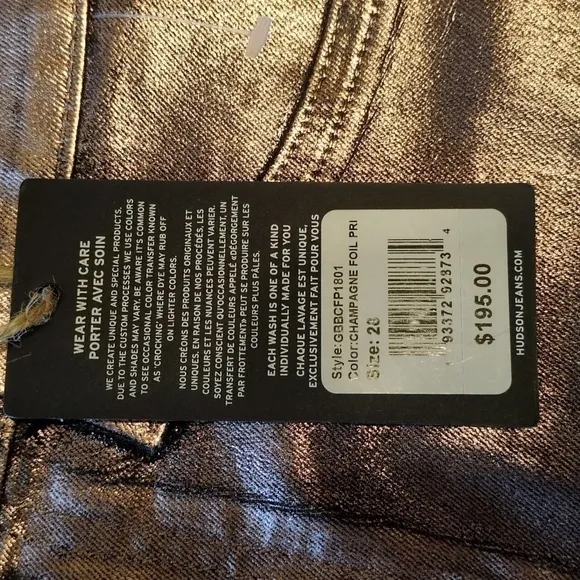 WEAR WITH CARE
PORTER AVEC SOIN
WE CREATE UNIQUE AND SPECIAL PRODUCTS.
DUE TO THE CUSTOM PROCESSES WE USE COLORS
AND SHADES MAY VARY. BE AWARE IT'S COMMON
TO SEE OCCASIONAL COLOR TRANSFER KNOWN
AS 'CROCKING' WHERE DYE MAY RUB OFF
ON LIGHTER COLORS.
NOUS CRÉONS DES PRODUITS ORIGINAUX ET
UNIQUES. EN RAISON DE NOS PROCÉDÉS, LES
COULEURS ET LES NUANCES PEUVENT VARIER.
SOYEZ CONSCIENT QU'OCCASIONNELLEMENT UN
TRANSFERT DE COULEURS APPELÉ «DÉGORGEMENT
PAR FROTTEMENT» PEUT SE PRODUIRE SUR LES
COULEURS PLUS PÂLES.
EACH WASH IS ONE OF A KIND
INDIVIDUALLY MADE FOR YOU
CHAQUE LAVAGE EST UNIQUE,
EXCLUSIVEMENT FAIT POUR VOUS
Style:GBBCFP1801
Color:CHAMPAGNE FOIL PRI
Size: 28
93372 92873 4
$195.00
HUDSONJEANS.COM